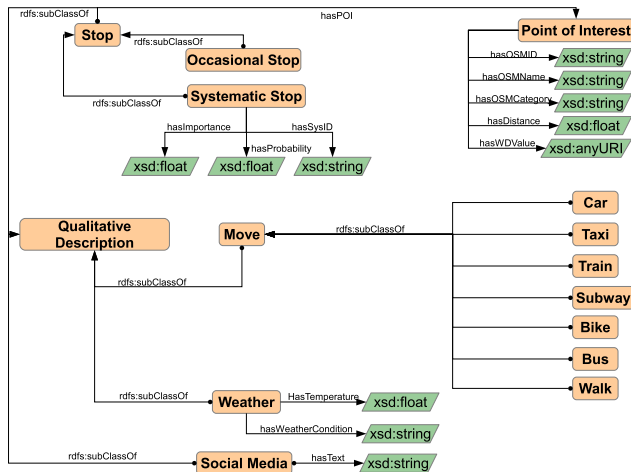 rdfs:subClassOf
hasPOI
Stop
Point of Interest
rdfs:subClassOf
Occasional Stop
hasOSMID
xsd:string
hasOSMName
xsd:string
Systematic Stop
rdfs:subClassOf
hasOSMCategory
xsd:string
hasDistance
xsd:float
hasImportance
hasSysID
hasWDValue
xsd:anyURI
hasProbability
xsd:float
xsd:float
xsd:string
Car
Qualitative
Description
Move
rdfs:subClassOf
Taxi
Train
rdfs:subClassOf
Subway
Bike
Bus
Walk
rdfs:subClassOf
Weather
HasTemperature
xsd:float
hasWeatherCondition
xsd:string
rdfs:subClassOf
Social Media
hasText
xsd:string